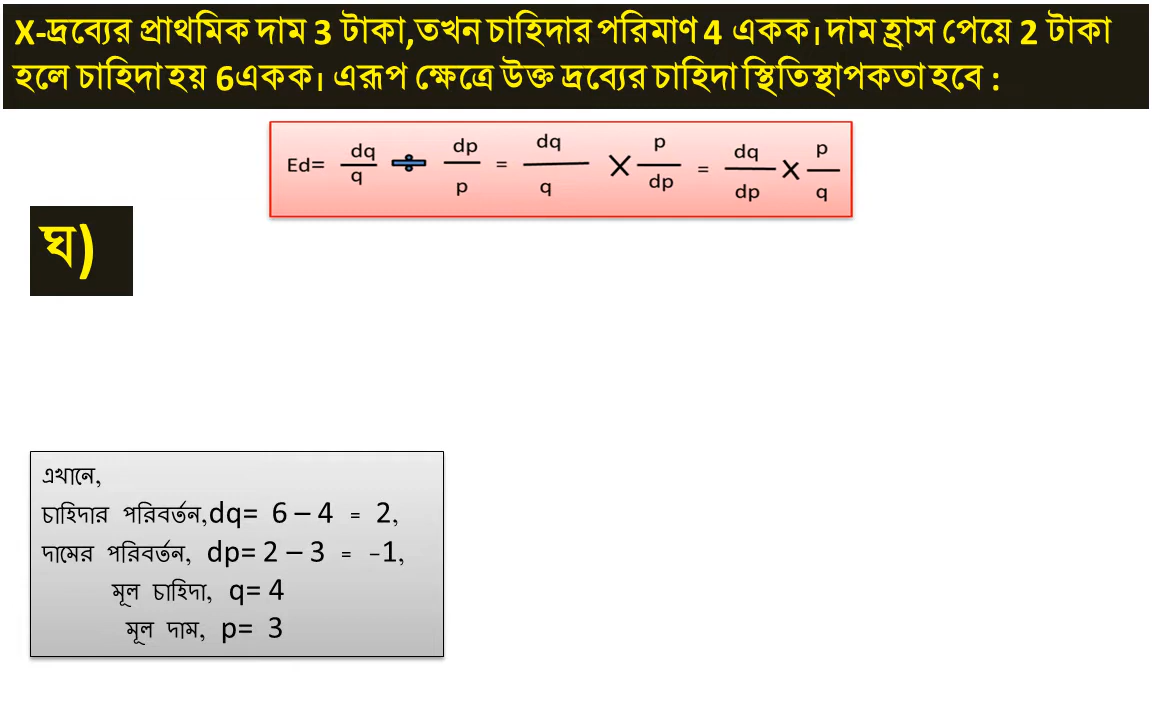 X-দ্রব্যের প্রাথমিক দাম 3 টাকা,তখন চাহিদার পরিমাণ 4 একক। দাম হ্রাস পেয়ে 2 টাকা
হলে চাহিদা হয় 6একক। এরূপ ক্ষেত্রে উক্ত দ্রব্যের চাহিদা স্থিতিস্থাপকতা হবে :
Ed= dq/q ÷ dp/p = dq/q × p/dp = dq/dp × p/q
ঘ)
এখানে,
চাহিদার পরিবর্তন,dq= 6 – 4 = 2,
দামের পরিবর্তন, dp= 2 – 3 = –1,
মূল চাহিদা, q= 4
মূল দাম, p= 3